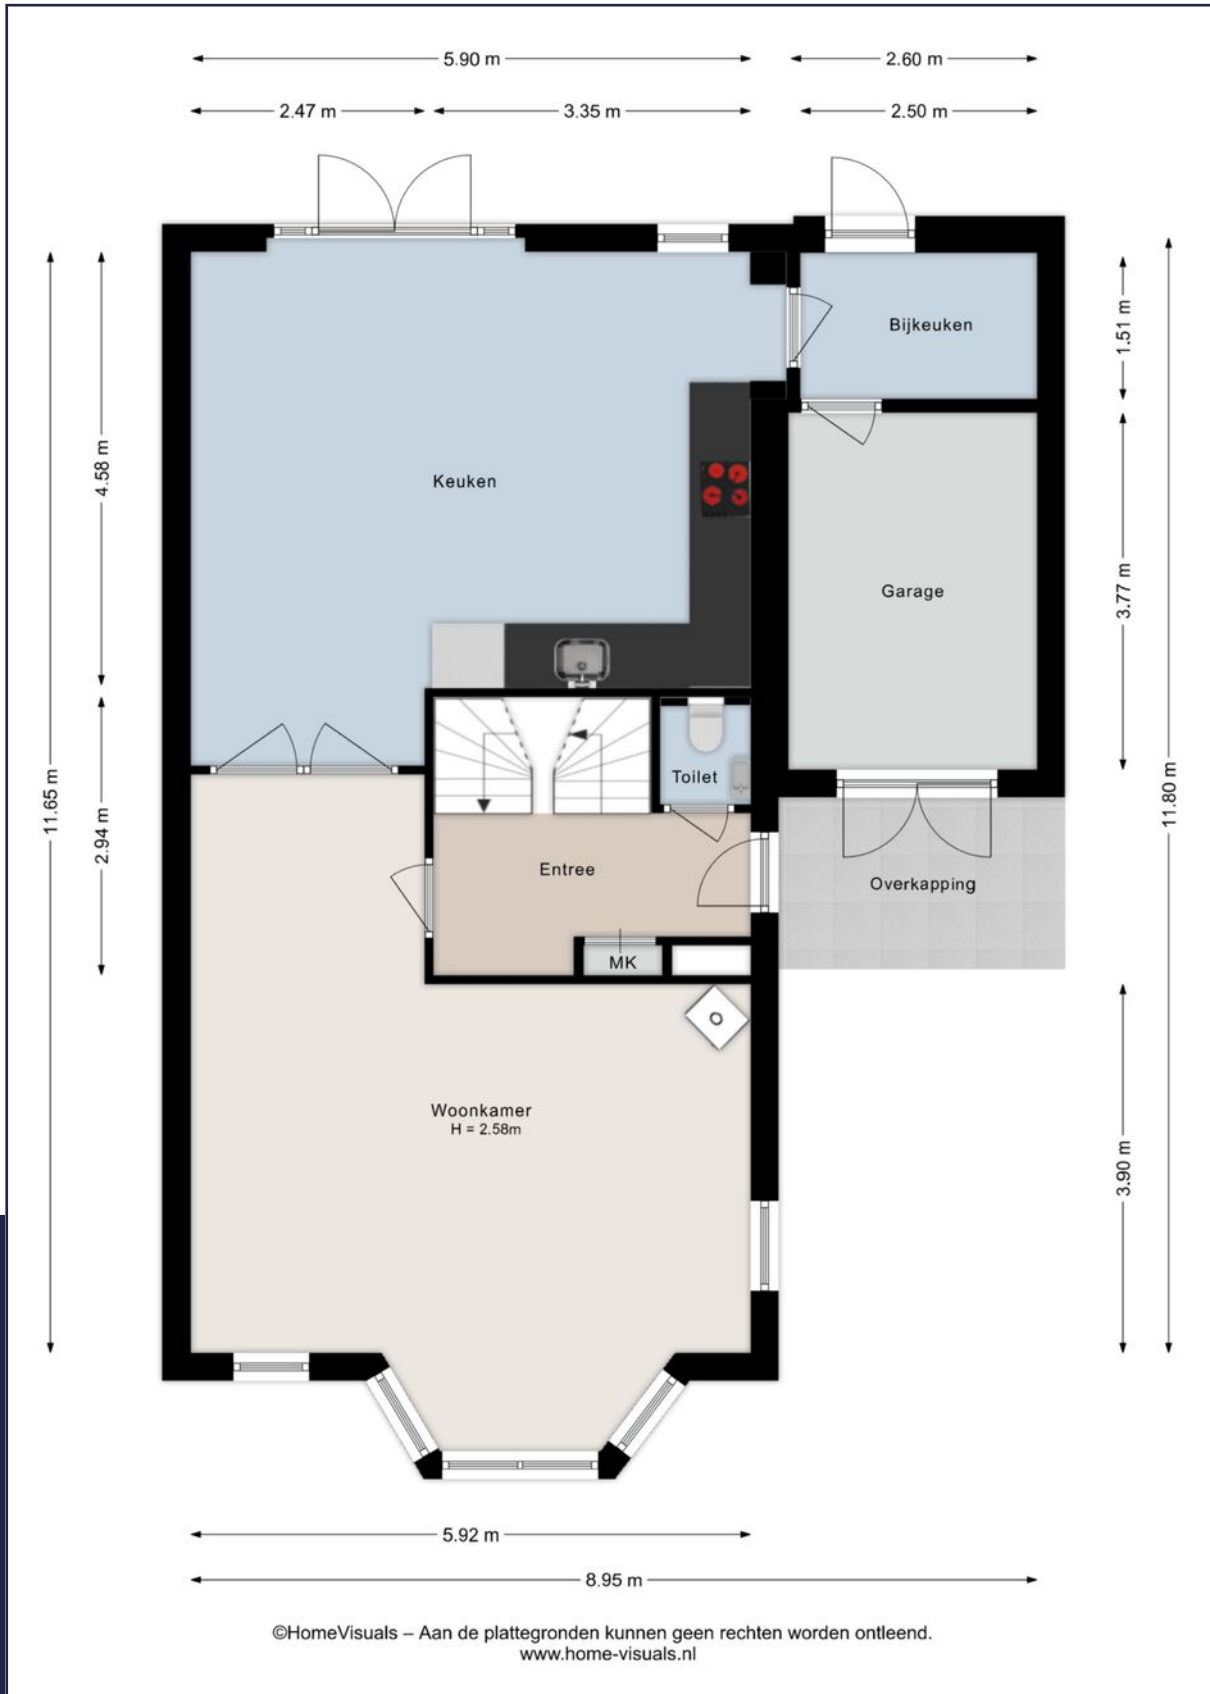 5.90 m
2.60 m
2.47 m
3.35 m
2.50 m
Bijkeuken
1.51 m
4.58 m
Keuken
3.77 m
Garage
11.65 m
11.80 m
2.94 m
Toilet
Entree
Overkapping
MK
Woonkamer
H = 2.58m
3.90 m
5.92 m
8.95 m
©HomeVisuals – Aan de plattegronden kunnen geen rechten worden ontleend.
www.home-visuals.nl